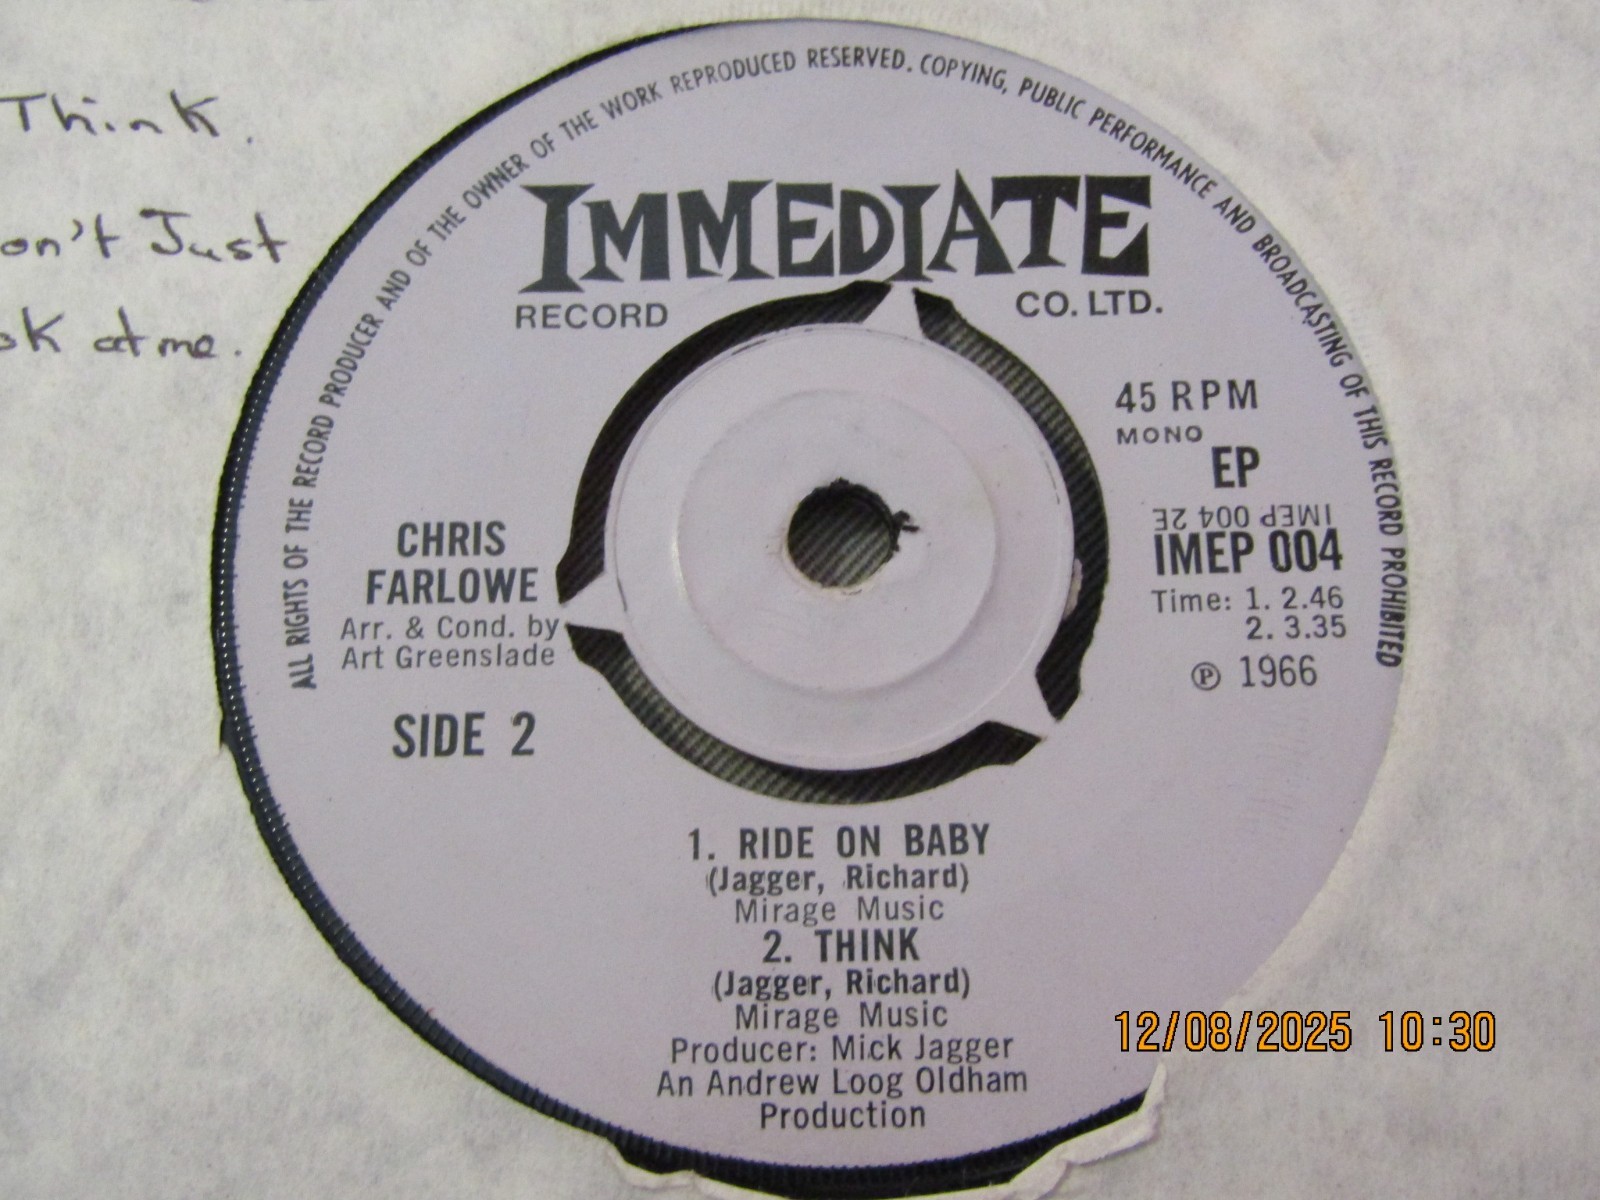 Think.
on't Just
ok at me.
ALL RIGHTS OF THE RECORD PRODUCER AND OF THE OWNER OF THE WORK REPRODUCED RESERVED. COPYING, PUBLIC PERFORMANCE AND BROADCASTING OF THIS RECORD PROHIBITED
IMMEDIATE
RECORD CO. LTD.
45 RPM
MONO
EP
IMEP 004 2E
IMEP 004
Time: 1. 2.46
2. 3.35
℗ 1966
CHRIS
FARLOWE
Arr. & Cond. by
Art Greenslade
SIDE 2
1. RIDE ON BABY
(Jagger, Richard)
Mirage Music
2. THINK
(Jagger, Richard)
Mirage Music
Producer: Mick Jagger
An Andrew Loog Oldham
Production
12/08/2025 10:30